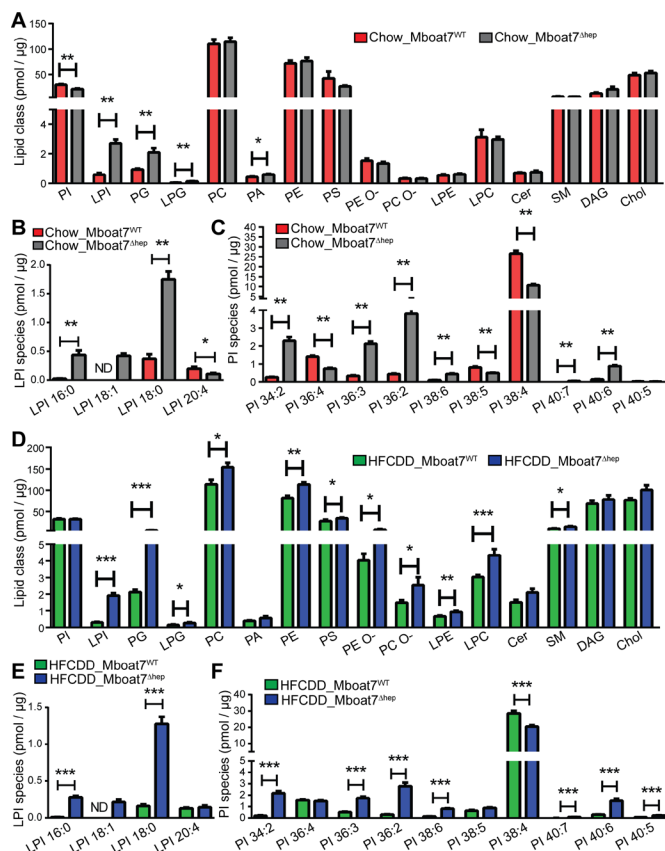 A
Chow_Mboat7WT
Chow_Mboat7Δhep
Lipid class (pmol / µg)
150
100
50
6
4
2
0
**
**
**
**
*
PI
LPI
PG
LPG
PC
PA
PE
PS
PE O-
PC O-
LPE
LPC
Cer
SM
DAG
Chol
B
Chow_Mboat7WT
Chow_Mboat7Δhep
LPI species (pmol / µg)
2.0
1.5
1.0
0.5
0.0
**
ND
**
*
LPI 16:0
LPI 18:1
LPI 18:0
LPI 20:4
C
Chow_Mboat7WT
Chow_Mboat7Δhep
PI species (pmol / µg)
40
35
30
25
20
15
10
5
4
3
2
1
0
**
**
**
**
**
**
**
**
**
PI 34:2
PI 36:4
PI 36:3
PI 36:2
PI 38:6
PI 38:5
PI 38:4
PI 40:7
PI 40:6
PI 40:5
D
HFCDD_Mboat7WT
HFCDD_Mboat7Δhep
Lipid class (pmol / µg)
200
150
100
50
5
4
3
2
1
0
***
***
*
*
**
*
*
*
**
***
*
PI
LPI
PG
LPG
PC
PA
PE
PS
PE O-
PC O-
LPE
LPC
Cer
SM
DAG
Chol
E
HFCDD_Mboat7WT
HFCDD_Mboat7Δhep
LPI species (pmol / µg)
1.5
1.0
0.5
0.0
***
ND
***
LPI 16:0
LPI 18:1
LPI 18:0
LPI 20:4
F
HFCDD_Mboat7WT
HFCDD_Mboat7Δhep
PI species (pmol / µg)
40
30
20
10
4
3
2
1
0
***
***
***
***
***
***
***
***
PI 34:2
PI 36:4
PI 36:3
PI 36:2
PI 38:6
PI 38:5
PI 38:4
PI 40:7
PI 40:6
PI 40:5